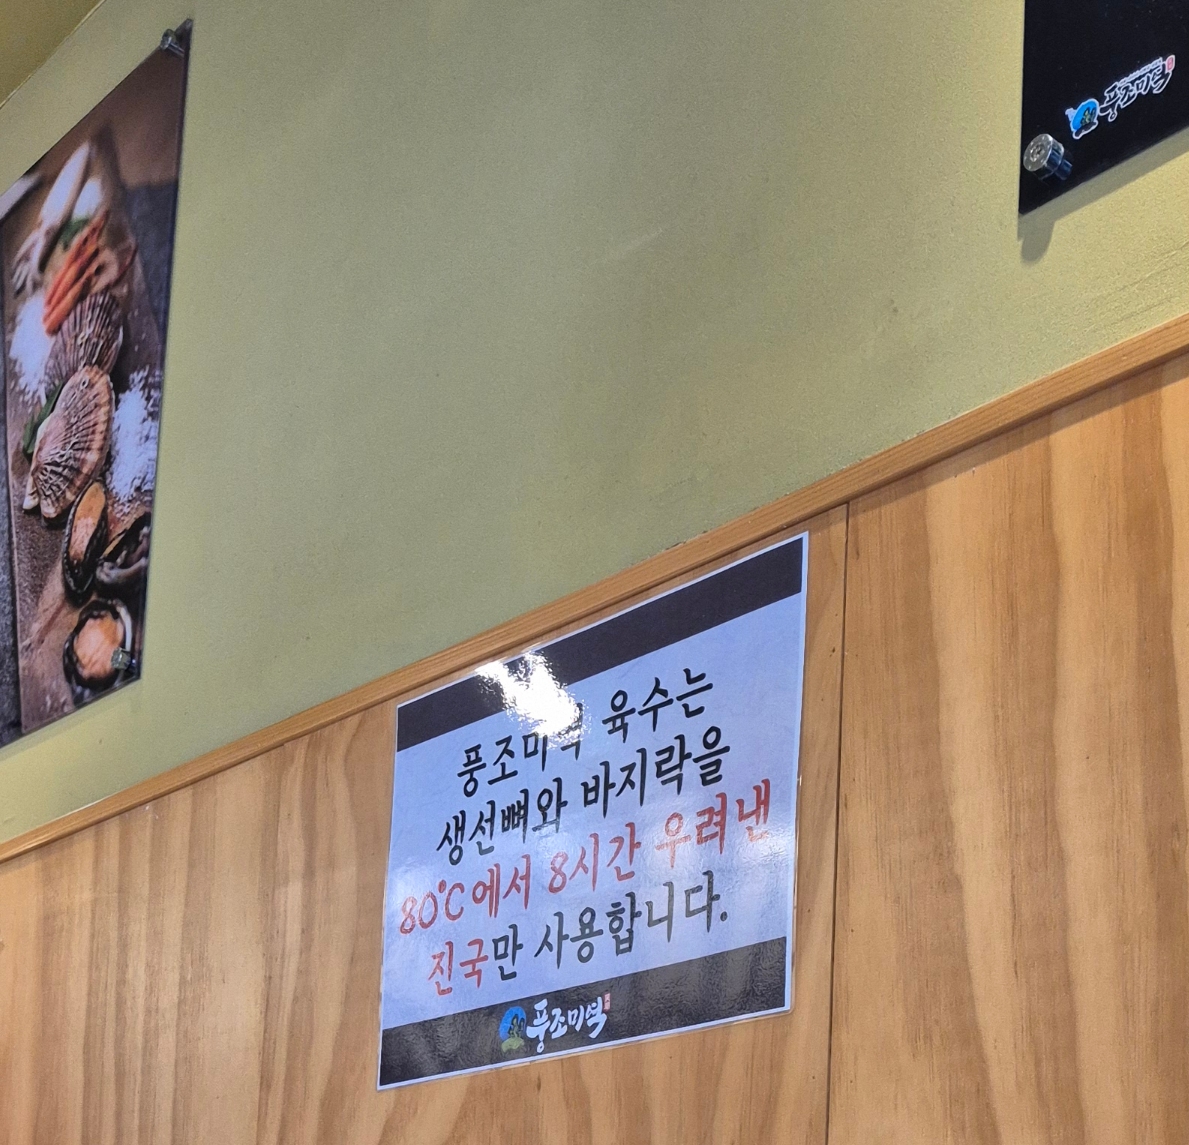 풍조미역
풍조미역 육수는
생선뼈와 바지락을
80℃에서 8시간 우려낸
진국만 사용합니다.
풍조미역